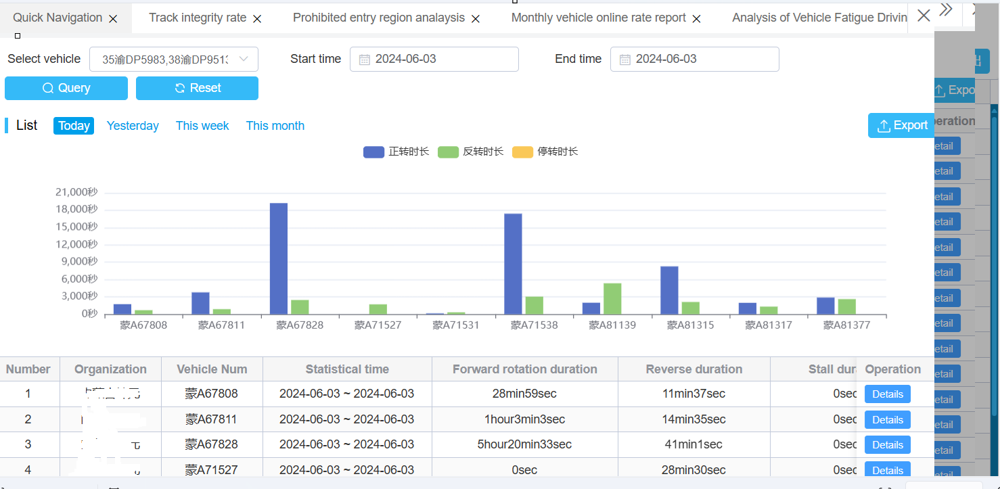 Quick Navigation Track integrity rate Prohibited entry region analaysis Monthly vehicle online rate report Analysis of Vehicle Fatigue Drivin
Select vehicle 35渝DP5983,38渝DP951 Start time 2024-06-03 End time 2024-06-03
Query Reset
Expo
List Today Yesterday This week This month Export
peration
正转时长 反转时长 停转时长
21,000秒
18,000秒
15,000秒
12,000秒
9,000秒
6,000秒
3,000秒
0秒
蒙A67808 蒙A67811 蒙A67828 蒙A71527 蒙A71531 蒙A71538 蒙A81139 蒙A81315 蒙A81317 蒙A81377
etail
etail
etail
etail
etail
etail
etail
etail
etail
etail
etail
etail
etail
etail
Number Organization Vehicle Num Statistical time Forward rotation duration Reverse duration Stall dur Operation
1 蒙A67808 2024-06-03 ~ 2024-06-03 28min59sec 11min37sec 0sec Details
2 蒙A67811 2024-06-03 ~ 2024-06-03 1hour3min3sec 14min35sec 0sec Details
3 蒙A67828 2024-06-03 ~ 2024-06-03 5hour20min33sec 41min1sec 0sec Details
4 蒙A71527 2024-06-03 ~ 2024-06-03 0sec 28min30sec 0sec Details